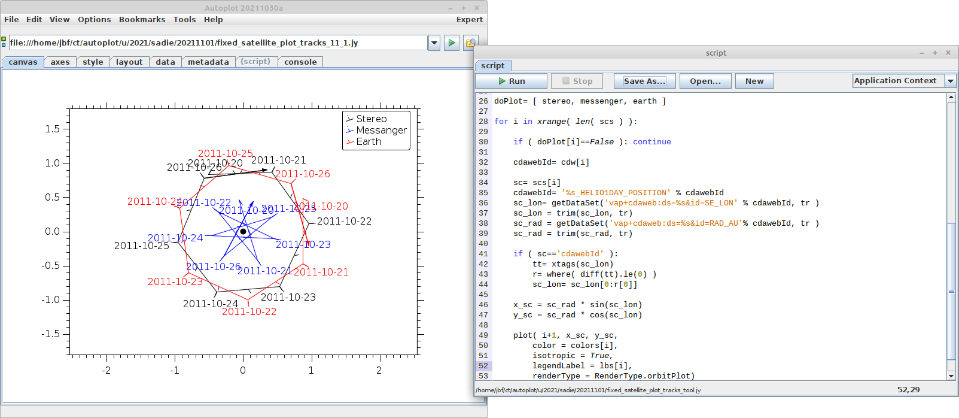 Autoplot 20211030a
File Edit View Options Bookmarks Tools Help Expert
file:///home/jbf/ct/autoplot/u/2021/sadie/20211101/fixed_satellite_plot_tracks_11_1.jy
canvas axes style layout data metadata (script) console
Stereo
Messanger
Earth
1.5
1.0
0.5
0.0
-0.5
-1.0
-1.5
-2
-1
0
1
2
2011-10-25
2011-10-20
2011-10-21
2011-10-26
2011-10-26
2011-10-24
2011-10-22
2011-10-20
2011-10-25
2011-10-20
2011-10-22
2011-10-24
2011-10-23
2011-10-25
2011-10-26
2011-10-21
2011-10-21
2011-10-23
2011-10-23
2011-10-24
2011-10-22
script
script
Run Stop Save As... Open... New Application Context
26 doPlot= [ stereo, messenger, earth ]
27
28 for i in xrange( len( scs ) ):
29
30 if ( doPlot[i]==False ): continue
31
32 cdawebId= cdw[i]
33
34 sc= scs[i]
35 cdawebId= '%s_HELIO1DAY_POSITION' % cdawebId
36 sc_lon= getDataSet('vap+cdaweb:ds=%s&id=SE_LON' % cdawebId, tr )
37 sc_lon = trim(sc_lon, tr)
38 sc_rad = getDataSet('vap+cdaweb:ds=%s&id=RAD_AU'% cdawebId, tr )
39 sc_rad = trim(sc_rad, tr)
40
41 if ( sc=='cdawebId' ):
42 tt= xtags(sc_lon)
43 r= where( diff(tt).le(0) )
44 sc_lon= sc_lon[0:r[0]]
45
46 x_sc = sc_rad * sin(sc_lon)
47 y_sc = sc_rad * cos(sc_lon)
48
49 plot( i+1, x_sc, y_sc,
50 color = colors[i],
51 isotropic = True,
52 legendLabel = lbs[i],
53 renderType = RenderType.orbitPlot)
/home/jbf/ct/autoplot/u/2021/sadie/20211101/fixed_satellite_plot_tracks_tool.jy 52,29